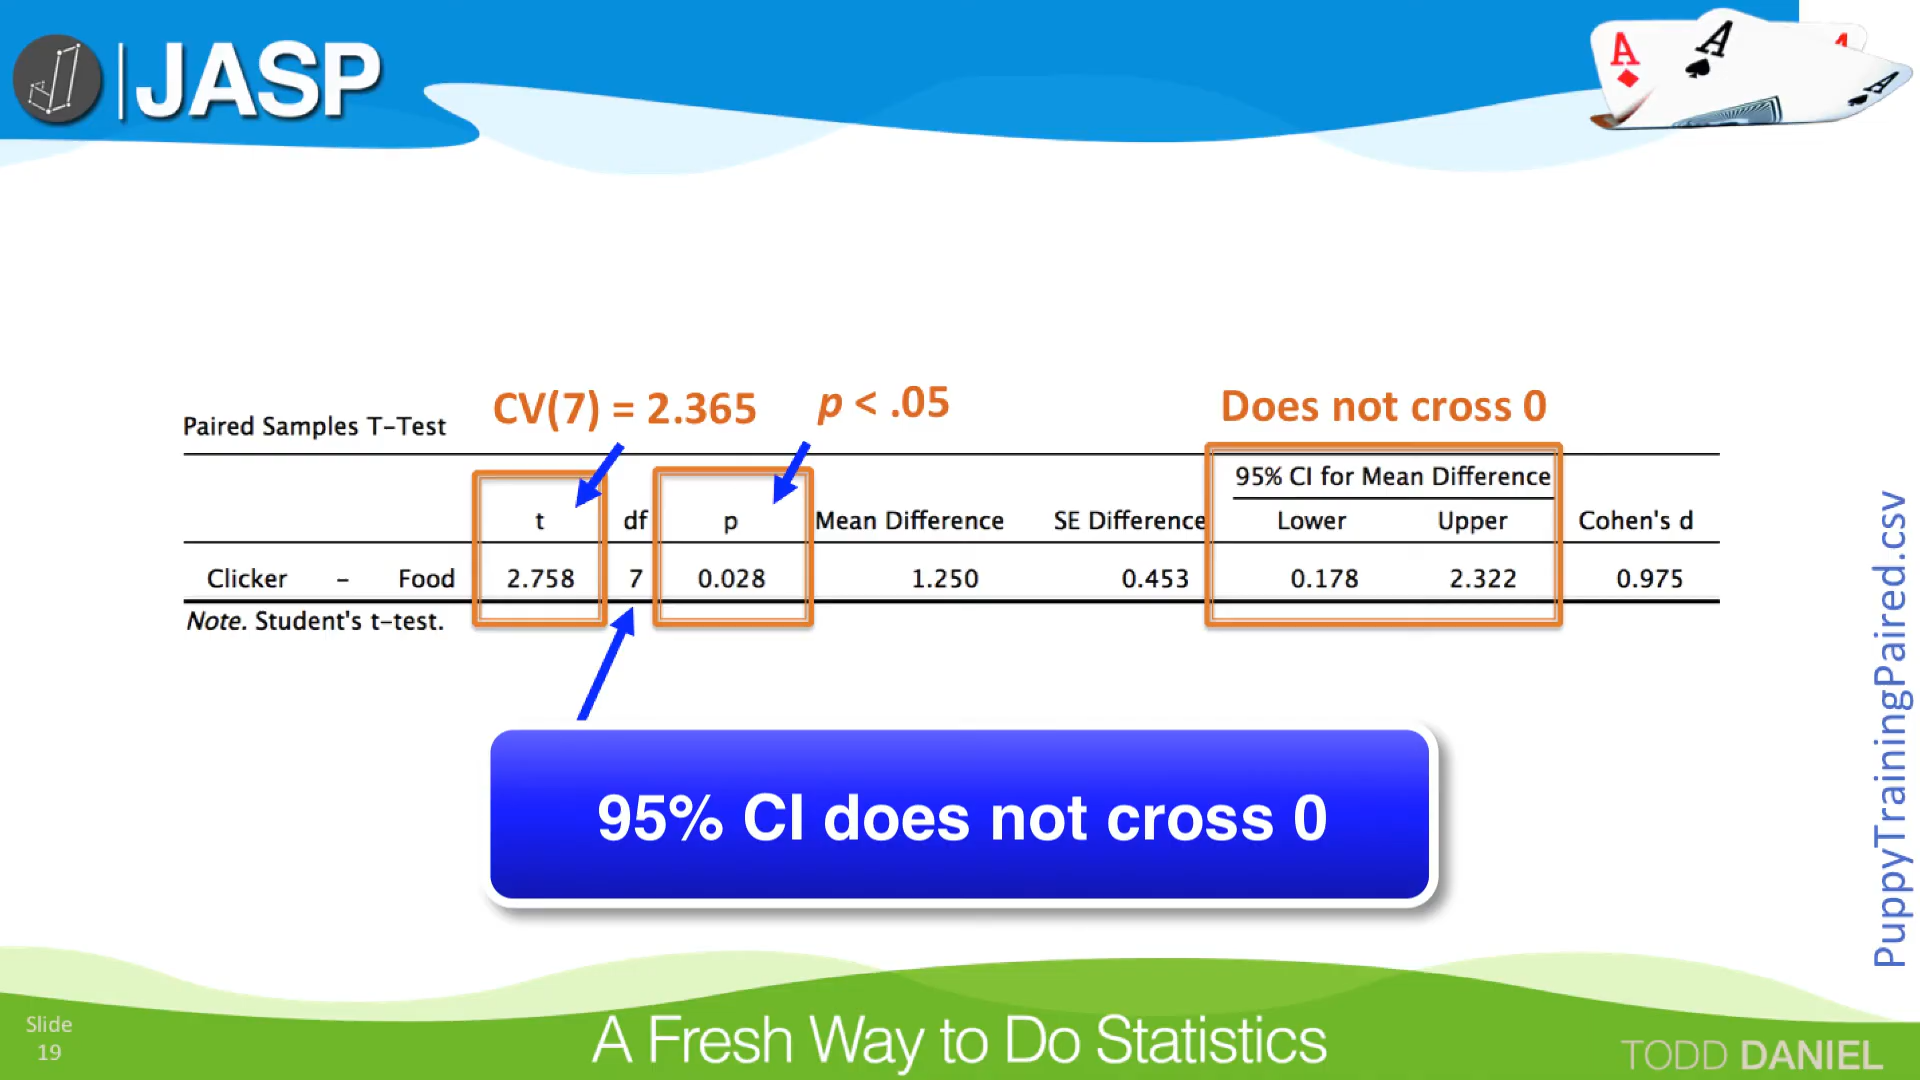 JASP
A
A
A
A
CV(7) = 2.365
p < .05
Does not cross 0
Paired Samples T-Test
95% CI for Mean Difference
t df p Mean Difference SE Difference Lower Upper Cohen's d
Clicker – Food 2.758 7 0.028 1.250 0.453 0.178 2.322 0.975
Note. Student's t-test.
95% CI does not cross 0
PuppyTrainingPaired.csv
Slide
19
A Fresh Way to Do Statistics
TODD DANIEL